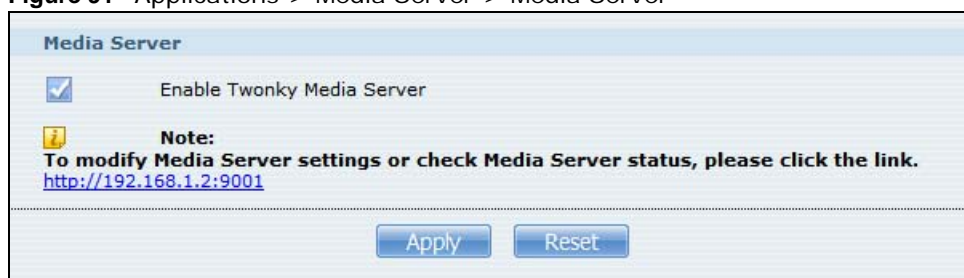 Figure 91 Applications > Media Server > Media Server
Media Server
Enable Twonky Media Server
Note:
To modify Media Server settings or check Media Server status, please click the link.
http://192.168.1.2:9001
Apply Reset